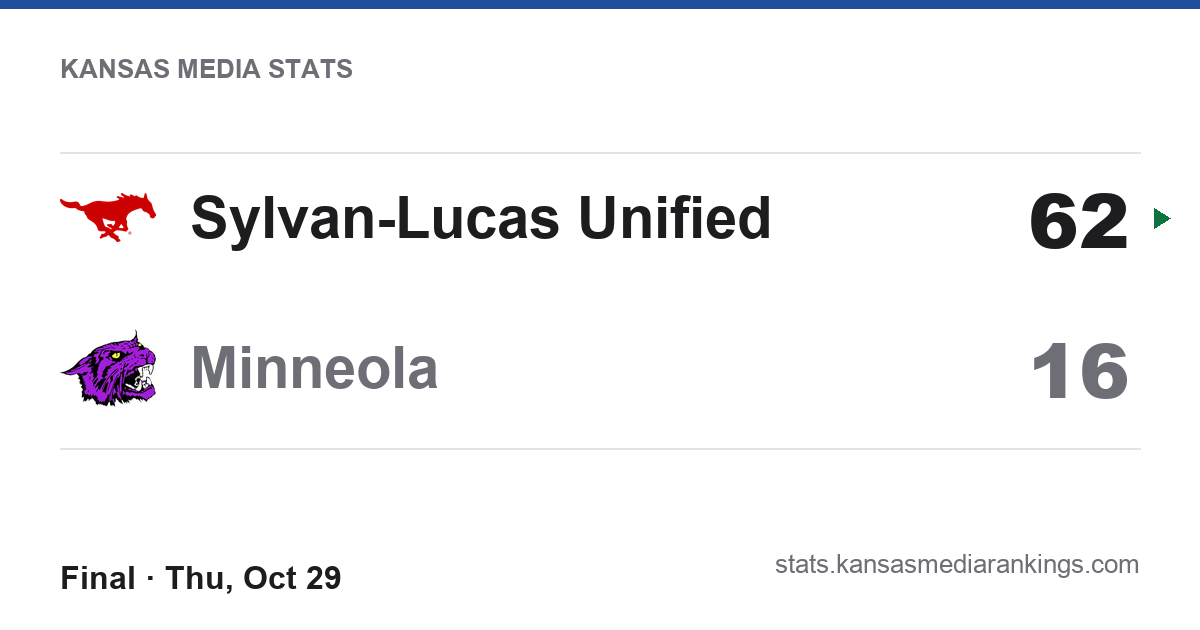 KANSAS MEDIA STATS
Sylvan-Lucas Unified 62
Minneola 16
Final · Thu, Oct 29
stats.kansasmediarankings.com